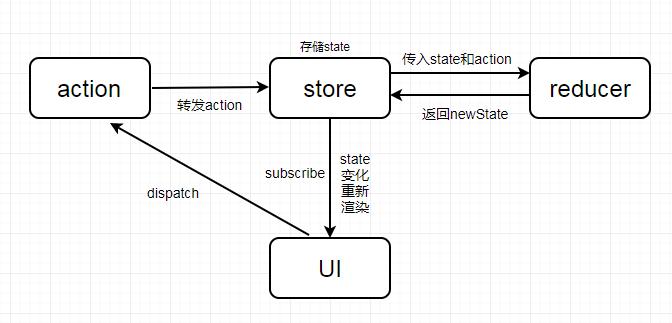 存储state
action
转发action
store
传入state和action
返回newState
reducer
subscribe
state
变化
重新
渲染
dispatch
UI